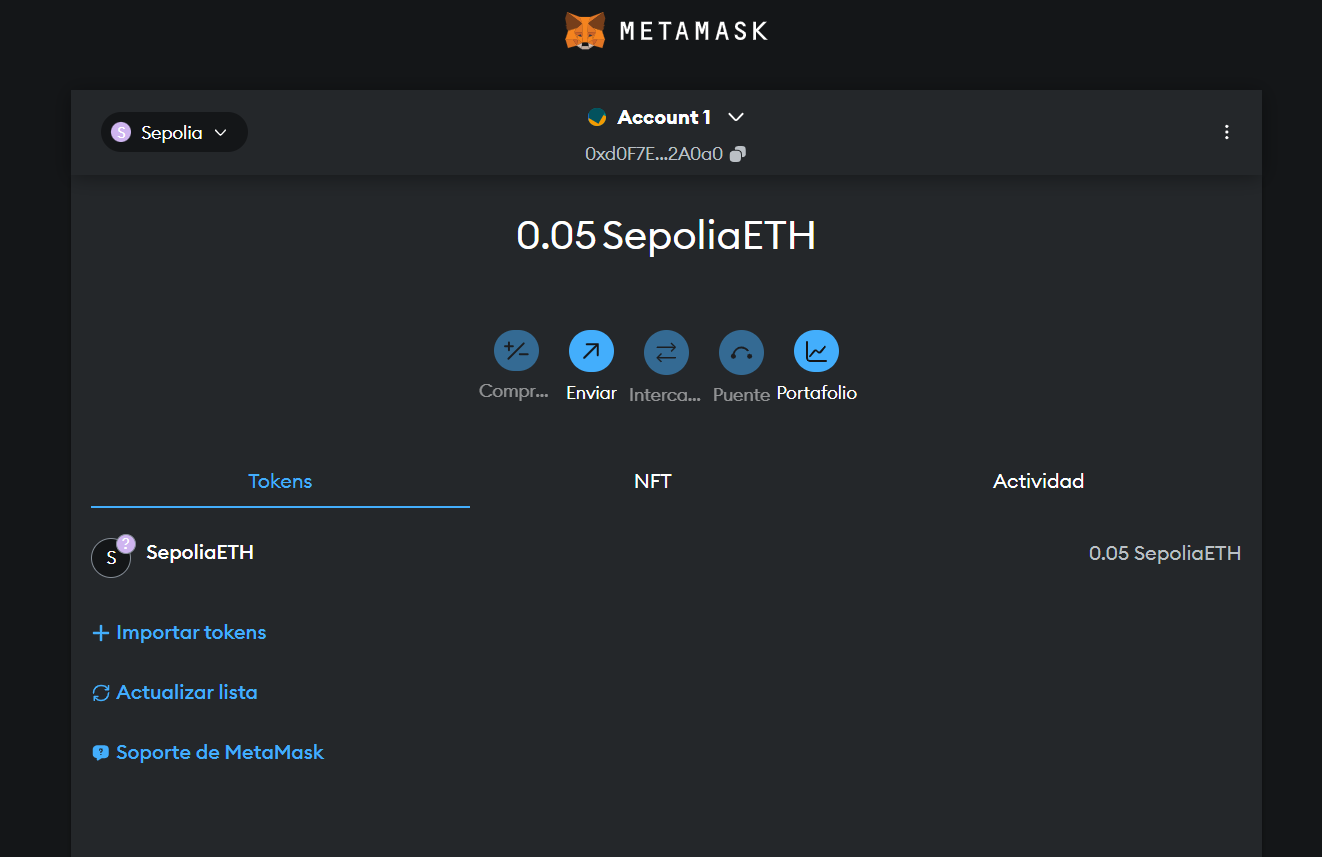 METAMASK
S Sepolia
Account 1
0xd0F7E...2A0a0
0.05 SepoliaETH
Compr... Enviar Interca... Puente Portafolio
Tokens NFT Actividad
S ? SepoliaETH 0.05 SepoliaETH
+ Importar tokens
Actualizar lista
? Soporte de MetaMask